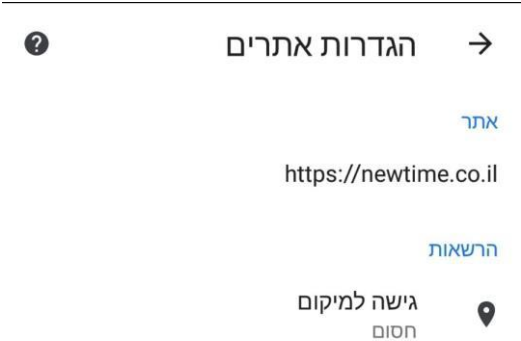 הגדרות אתרים
אתר
https://newtime.co.il
הרשאות
גישה למיקום
חסום